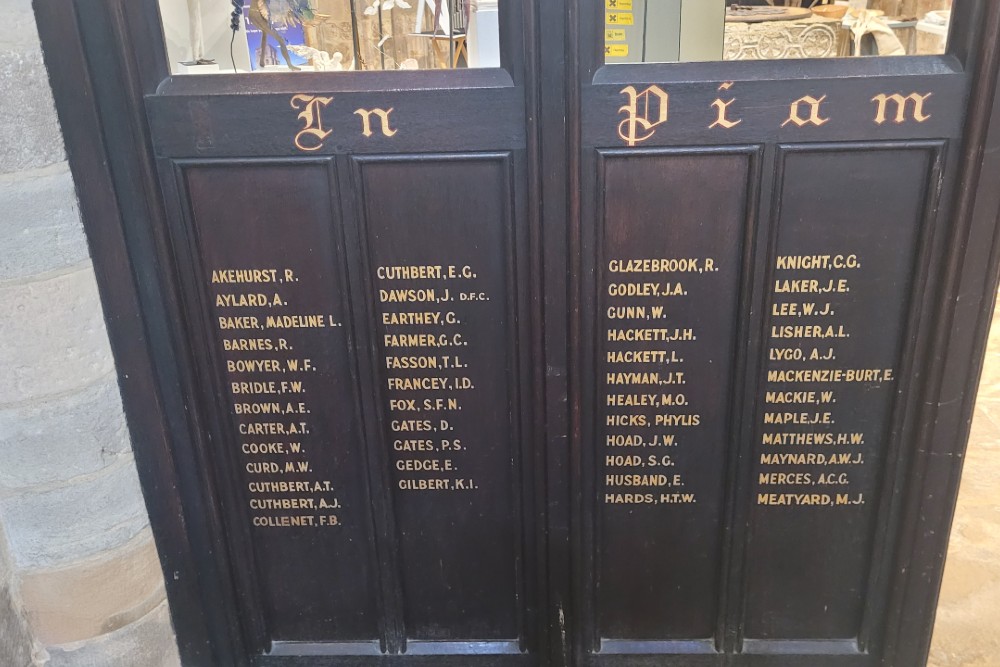 In Piam
AKEHURST, R.
AYLARD, A.
BAKER, MADELINE L.
BARNES, R.
BOWYER, W.F.
BRIDLE, F.W.
BROWN, A.E.
CARTER, A.T.
COOKE, W.
CURD, M.W.
CUTHBERT, A.T.
CUTHBERT, A.J.
COLLENET, F.B.
CUTHBERT, E.G.
DAWSON, J. D.F.C.
EARTHEY, G.
FARMER, G.C.
FASSON, T.L.
FRANCEY, I.D.
FOX, S.F.N.
GATES, D.
GATES, P.S.
GEDGE, E.
GILBERT, K.I.
GLAZEBROOK, R.
GODLEY, J.A.
GUNN, W.
HACKETT, J.H.
HACKETT, L.
HAYMAN, J.T.
HEALEY, M.O.
HICKS, PHYLIS
HOAD, J.W.
HOAD, S.G.
HUSBAND, E.
HARDS, H.T.W.
KNIGHT, C.G.
LAKER, J.E.
LEE, W.J.
LISHER, A.L.
LYGO, A.J.
MACKENZIE-BURT, E.
MACKIE, W.
MAPLE, J.E.
MATTHEWS, H.W.
MAYNARD, A.W.J.
MERCES, A.C.G.
MEATYARD, M.J.